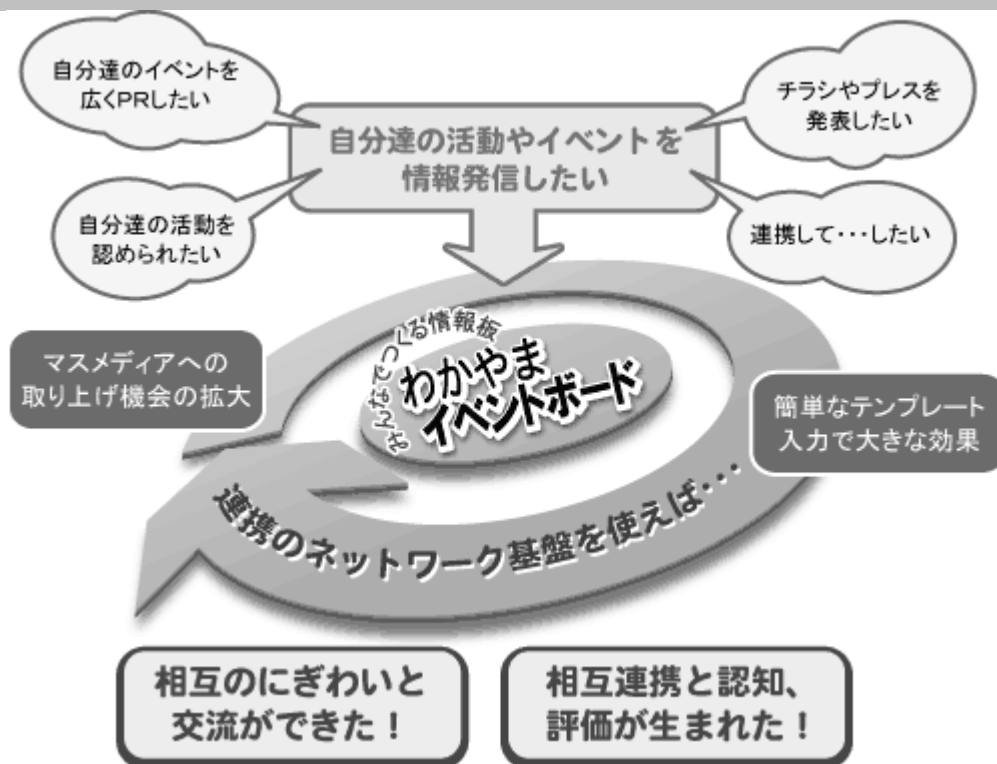 自分達のイベントを
広くPRしたい
チラシやプレスを
発表したい
自分達の活動やイベントを
情報発信したい
自分達の活動を
認められたい
連携して・・・したい
みんなでつくる情報板
わかやま
イベントボード
マスメディアへの
取り上げ機会の拡大
簡単なテンプレート
入力で大きな効果
連携のネットワーク基盤を使えば・・・
相互のにぎわいと
交流ができた！
相互連携と認知、
評価が生まれた！